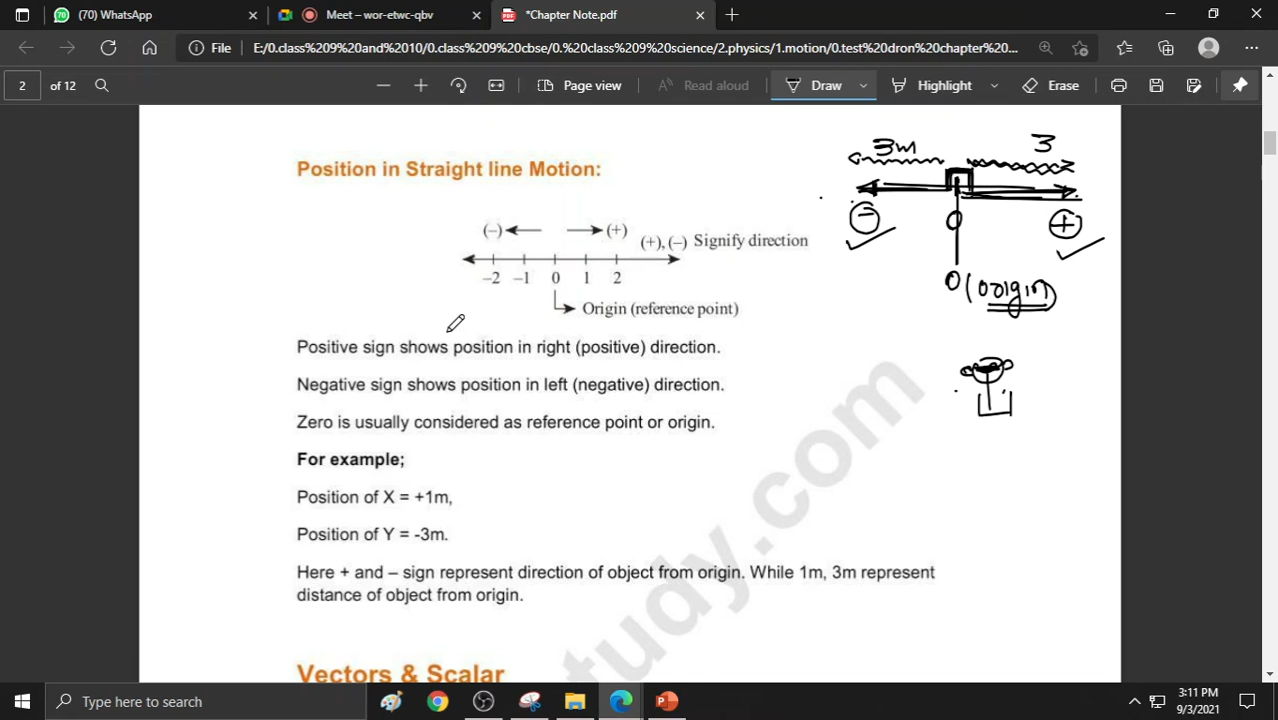 (70) WhatsApp
Meet – wor-etwc-qbv
*Chapter Note.pdf
File
E:/0.class%209%20and%2010/0.class%209%20cbse/0.%20class%209%20science/2.physics/1.motion/0.test%20dron%20chapter%20...
2 of 12
Page view
Read aloud
Draw
Highlight
Erase
Position in Straight line Motion:
3m 3
(–) (+)
(+), (–) Signify direction
– O +
–2 –1 0 1 2
O (origin)
Origin (reference point)
Positive sign shows position in right (positive) direction.
Negative sign shows position in left (negative) direction.
Zero is usually considered as reference point or origin.
For example;
Position of X = +1m,
Position of Y = -3m.
Here + and – sign represent direction of object from origin. While 1m, 3m represent
distance of object from origin.
Vectors & Scalar
tudy.com
Type here to search
3:11 PM
9/3/2021